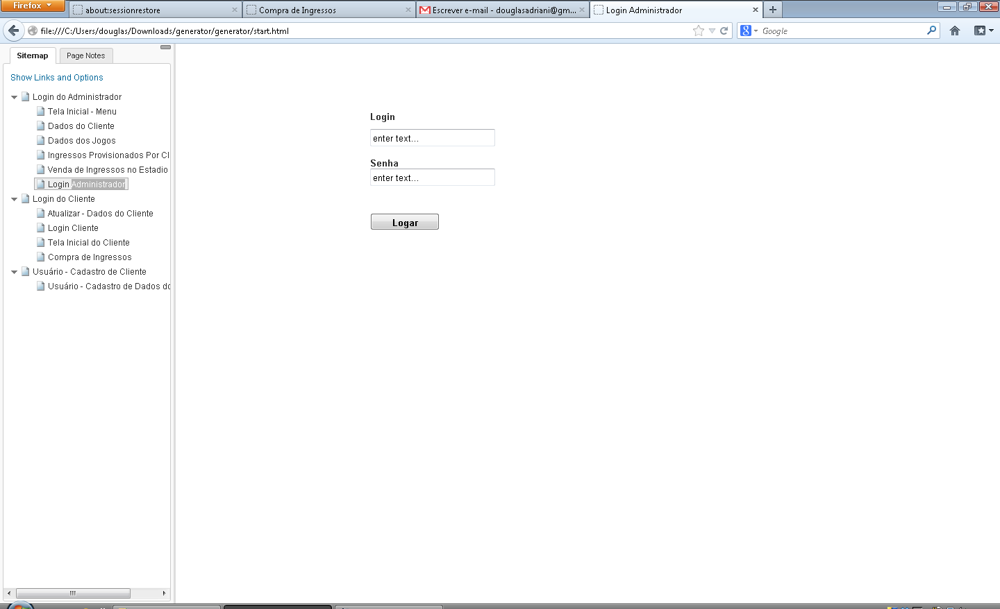 Firefox
about:sessionrestore
Compra de Ingressos
Escrever e-mail - douglasadriani@gm...
Login Administrador
file:///C:/Users/douglas/Downloads/generator/generator/start.html
Google
Sitemap
Page Notes
Show Links and Options
Login do Administrador
Tela Inicial - Menu
Dados do Cliente
Dados dos Jogos
Ingressos Provisionados Por Cl
Venda de Ingressos no Estadio
Login Administrador
Login do Cliente
Atualizar - Dados do Cliente
Login Cliente
Tela Inicial do Cliente
Compra de Ingressos
Usuário - Cadastro de Cliente
Usuário - Cadastro de Dados do
Login
enter text...
Senha
enter text...
Logar